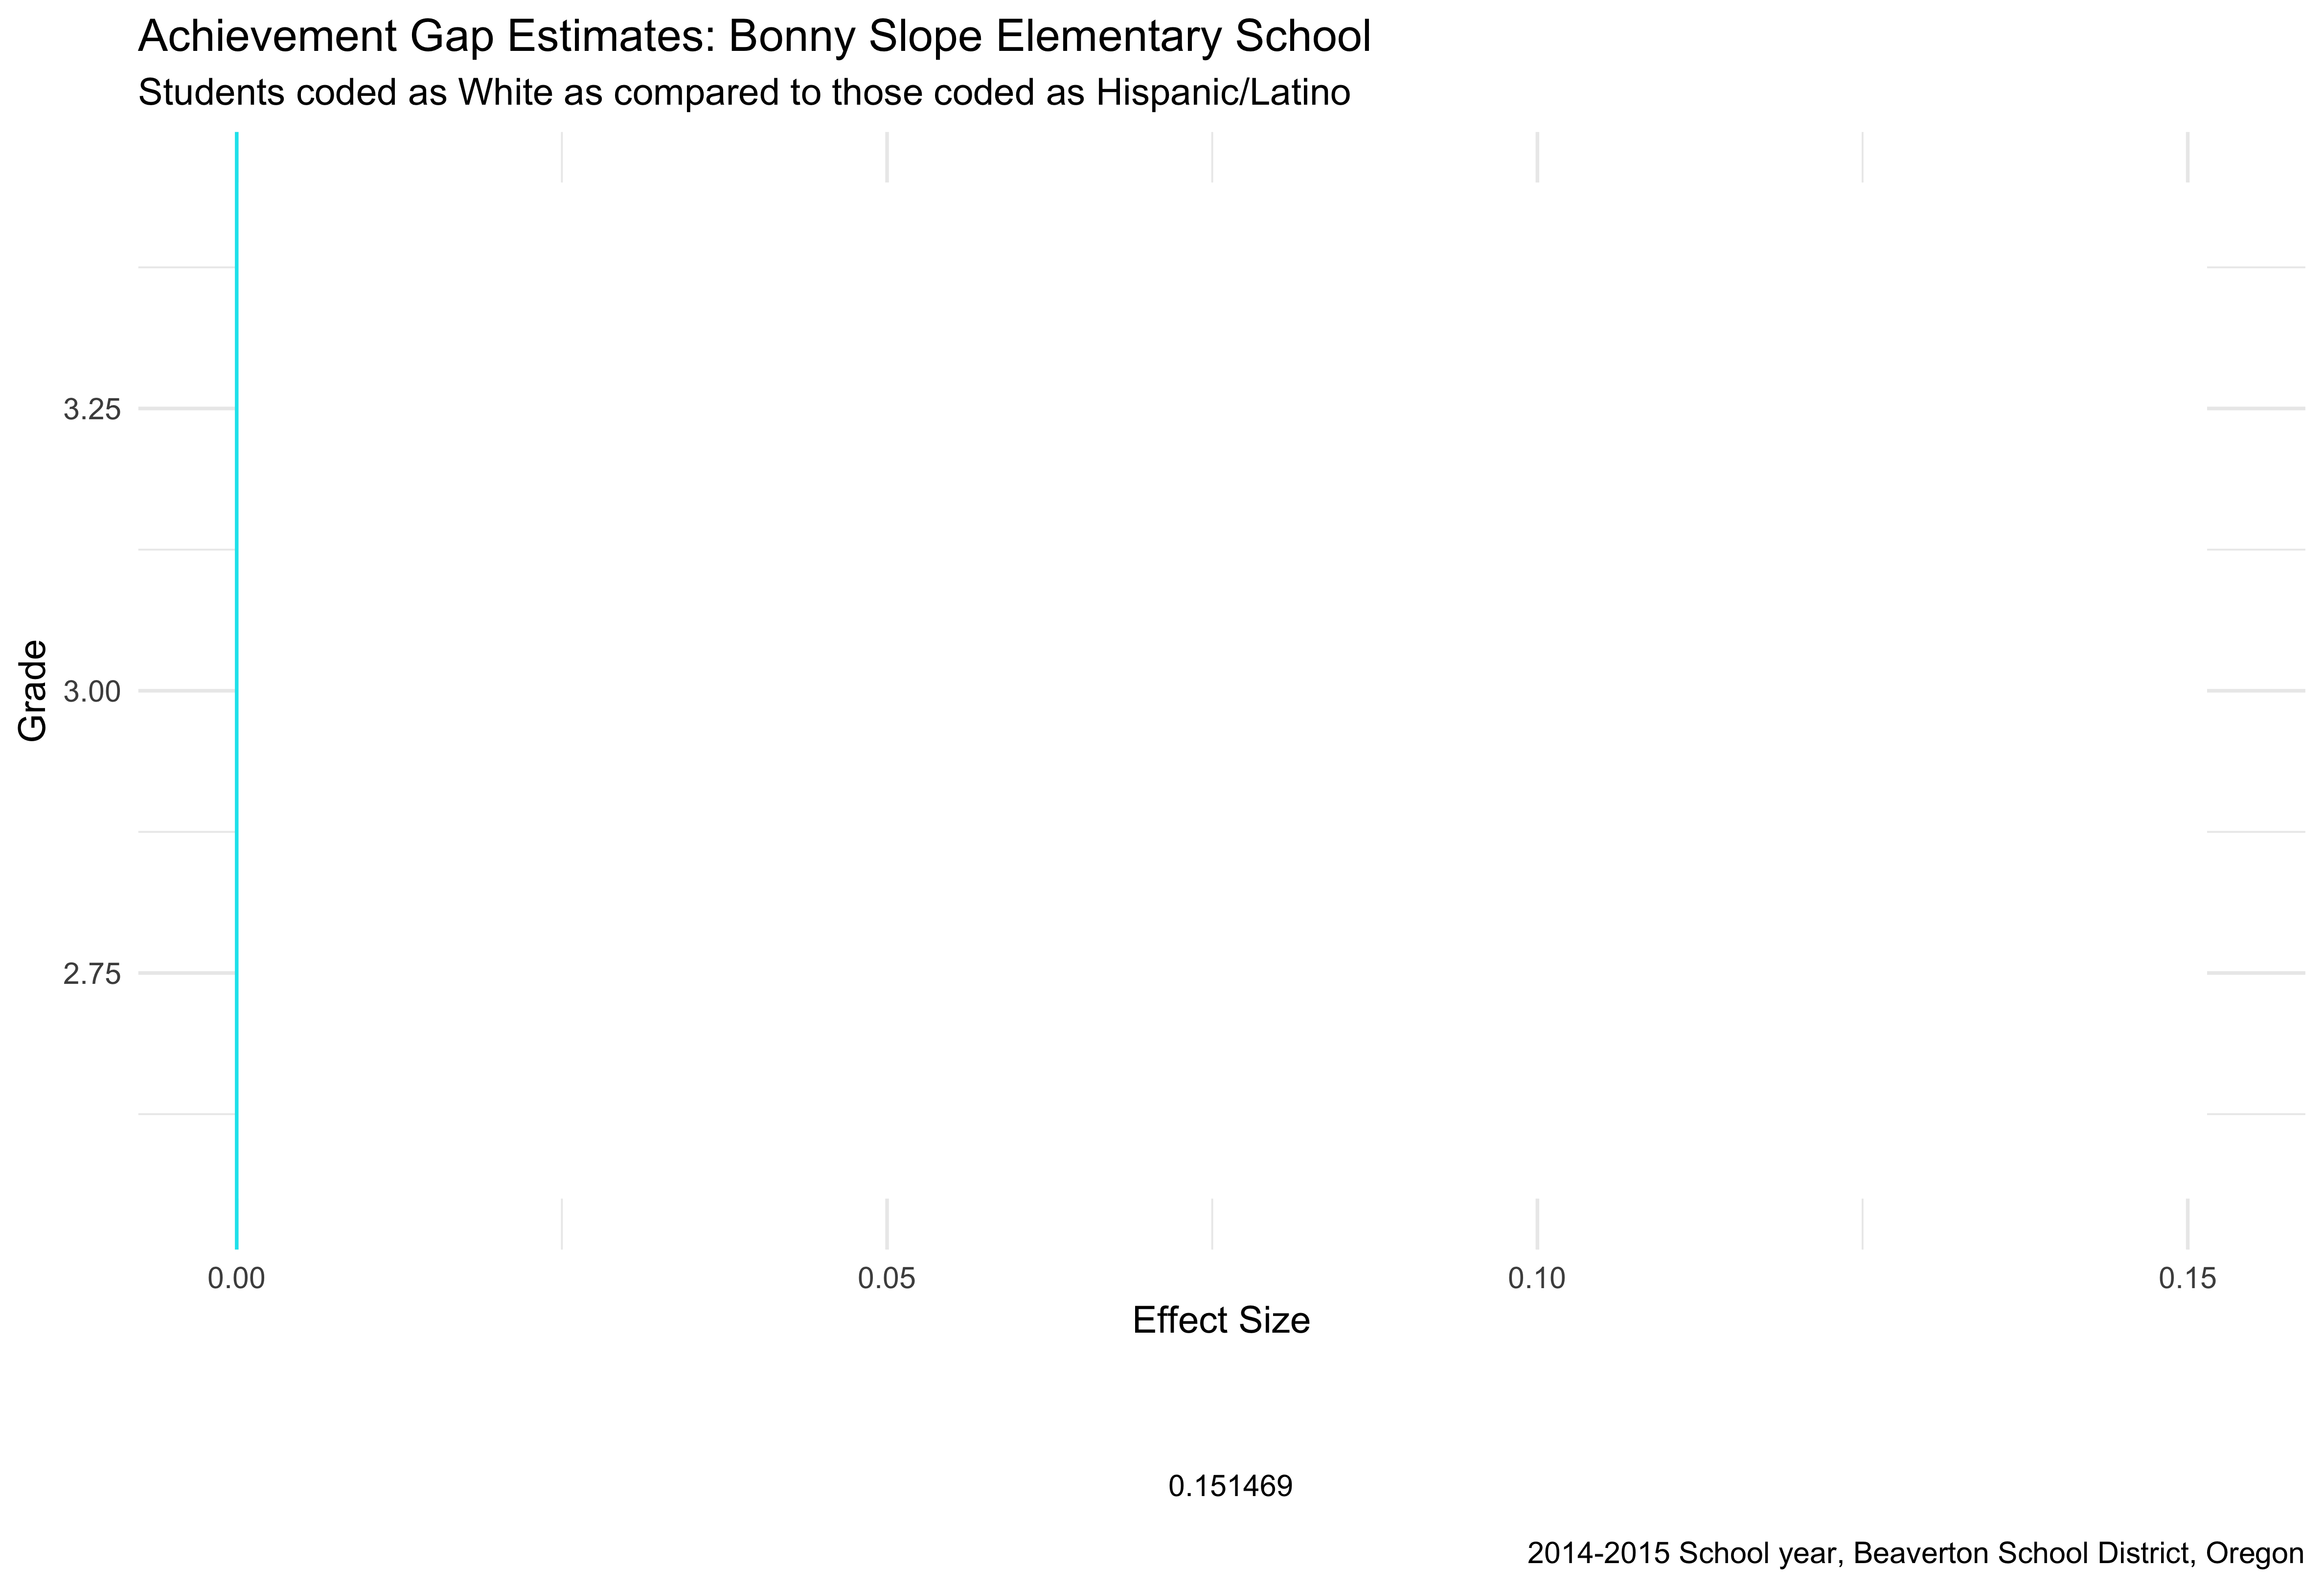 Achievement Gap Estimates: Bonny Slope Elementary School
Students coded as White as compared to those coded as Hispanic/Latino
3.25
3.00
2.75
Grade
0.00 0.05 0.10 0.15
Effect Size
0.151469
2014-2015 School year, Beaverton School District, Oregon